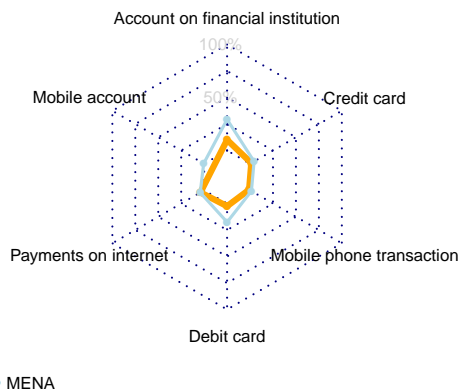 Account on financial institution
100%
Mobile account
50%
Credit card
Payments on internet
Mobile phone transaction
Debit card
MENA